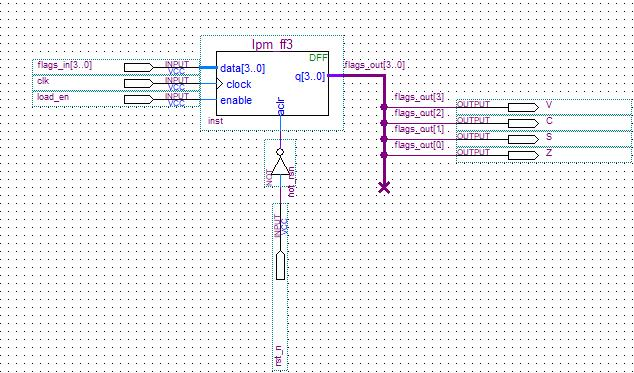 lpm_ff3
DFF
flags_in[3..0] INPUT VCC data[3..0] q[3..0] flags_out[3..0]
clk INPUT VCC clock
load_en INPUT VCC enable
aclr
inst
flags_out[3] OUTPUT V
flags_out[2] OUTPUT C
flags_out[1] OUTPUT S
flags_out[0] OUTPUT Z
NOT
not_rsn
INPUT
VCC
rst_n